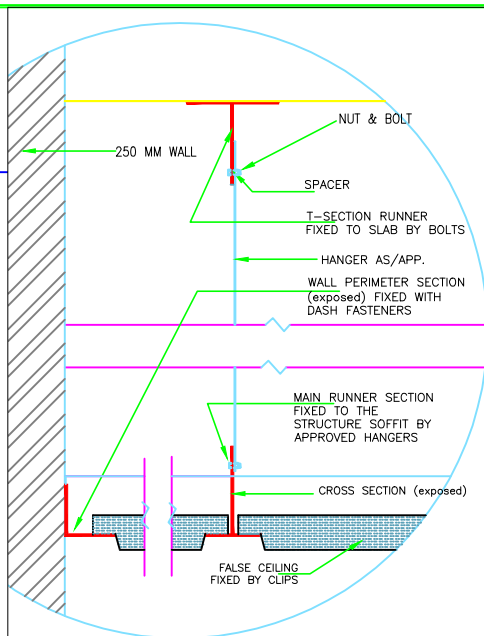 NUT & BOLT
250 MM WALL
SPACER
T-SECTION RUNNER
FIXED TO SLAB BY BOLTS
HANGER AS/APP.
WALL PERIMETER SECTION
(exposed) FIXED WITH
DASH FASTENERS
MAIN RUNNER SECTION
FIXED TO THE
STRUCTURE SOFFIT BY
APPROVED HANGERS
CROSS SECTION (exposed)
FALSE CEILING
FIXED BY CLIPS